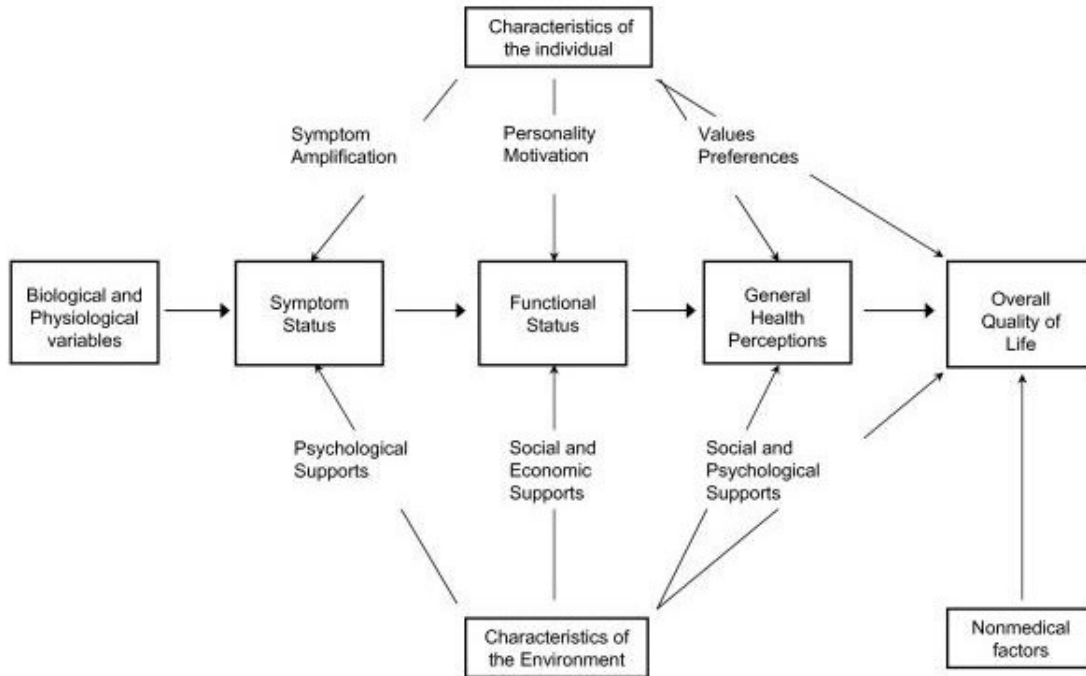 Characteristics of
the individual
Symptom
Amplification
Personality
Motivation
Values
Preferences
Biological and
Physiological
variables
Symptom
Status
Functional
Status
General
Health
Perceptions
Overall
Quality of
Life
Psychological
Supports
Social and
Economic
Supports
Social and
Psychological
Supports
Characteristics of
the Environment
Nonmedical
factors